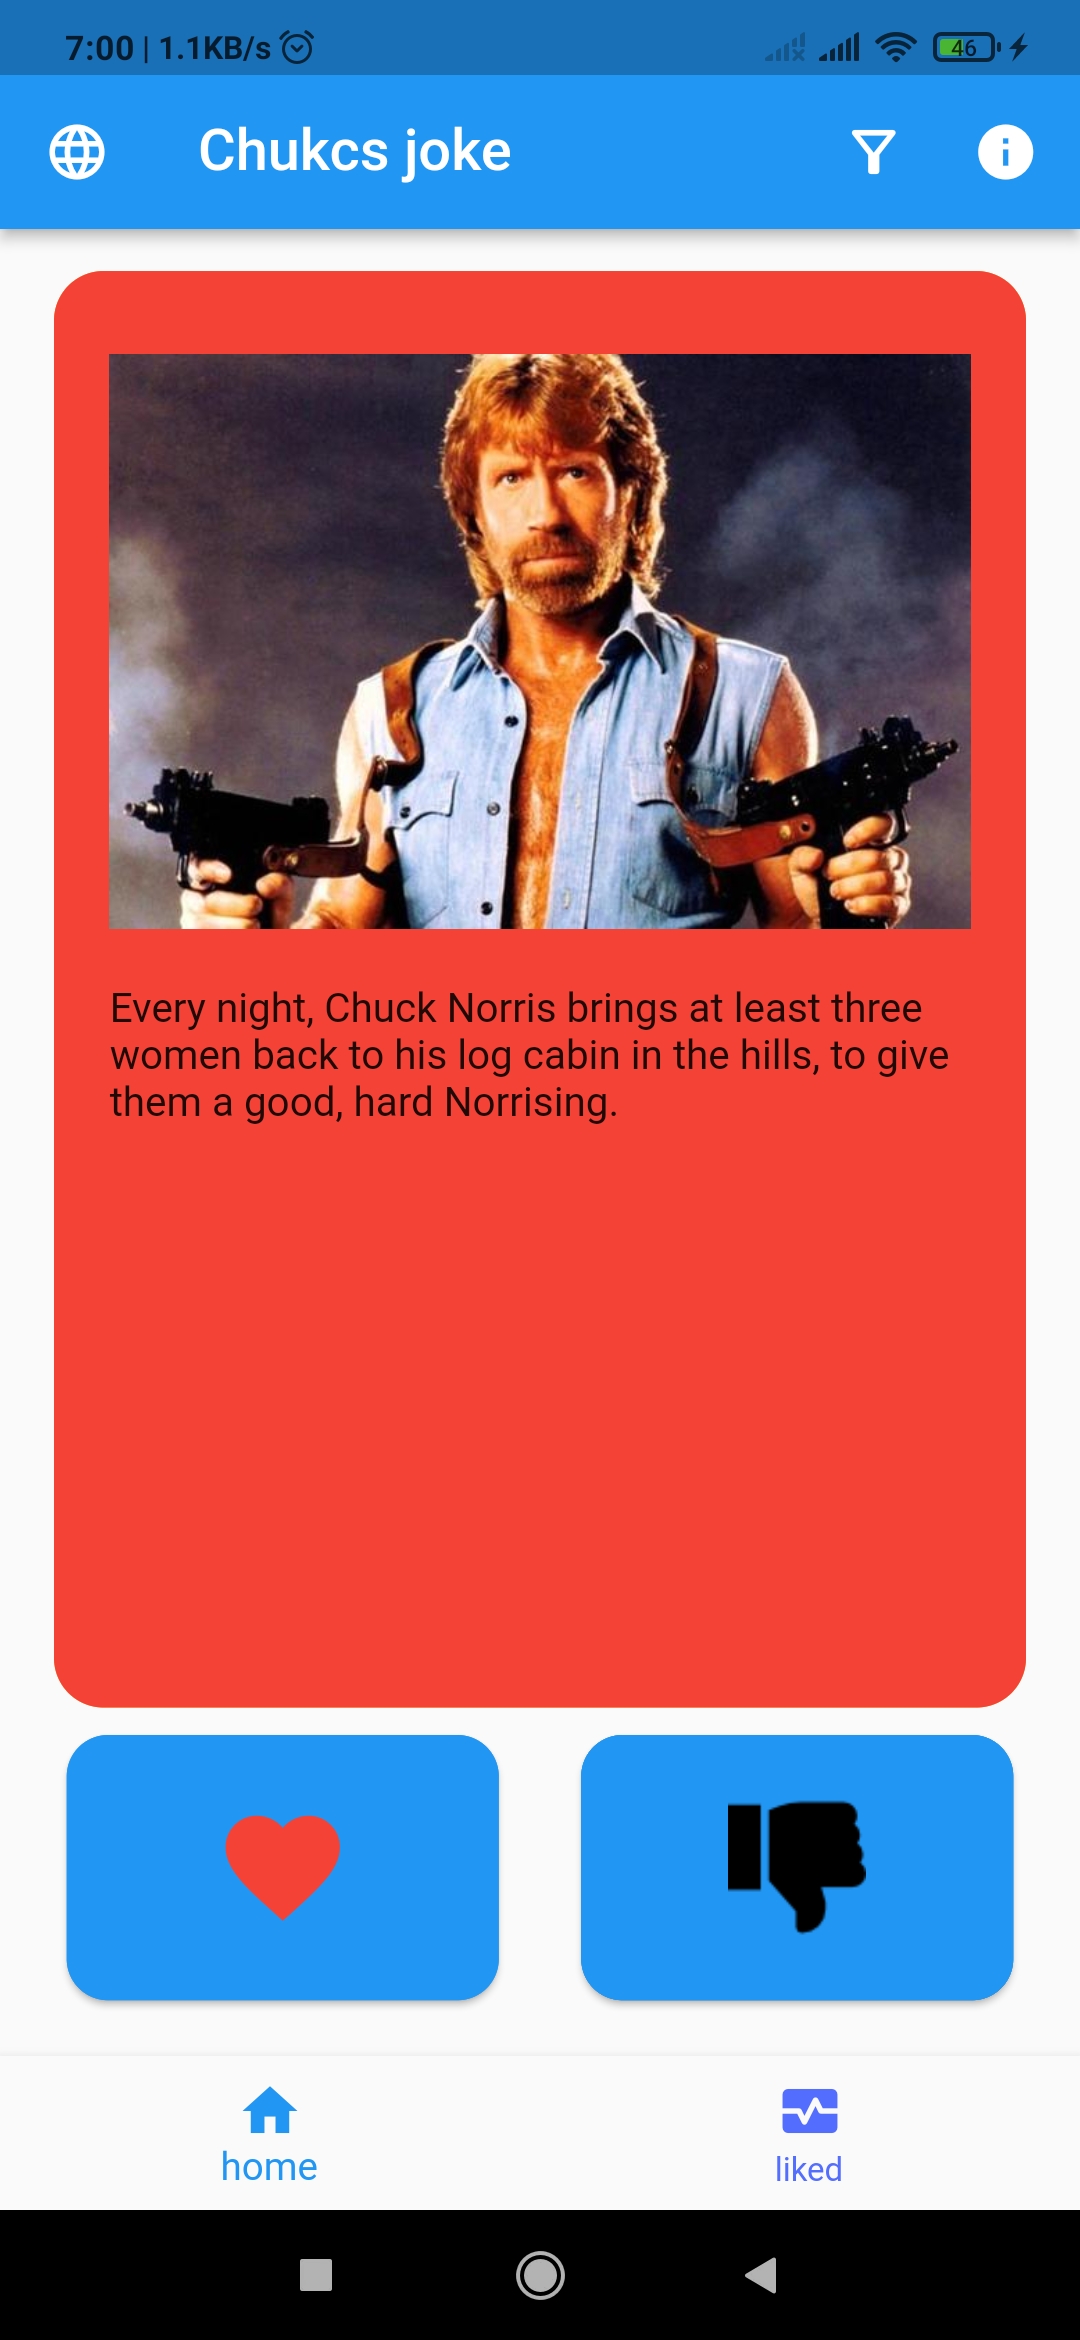 7:00 | 1.1KB/s
46
Chukcs joke
Every night, Chuck Norris brings at least three
women back to his log cabin in the hills, to give
them a good, hard Norrising.
home
liked